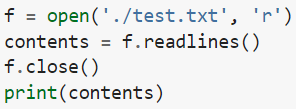 f = open('./test.txt', 'r')
contents = f.readlines()
f.close()
print(contents)